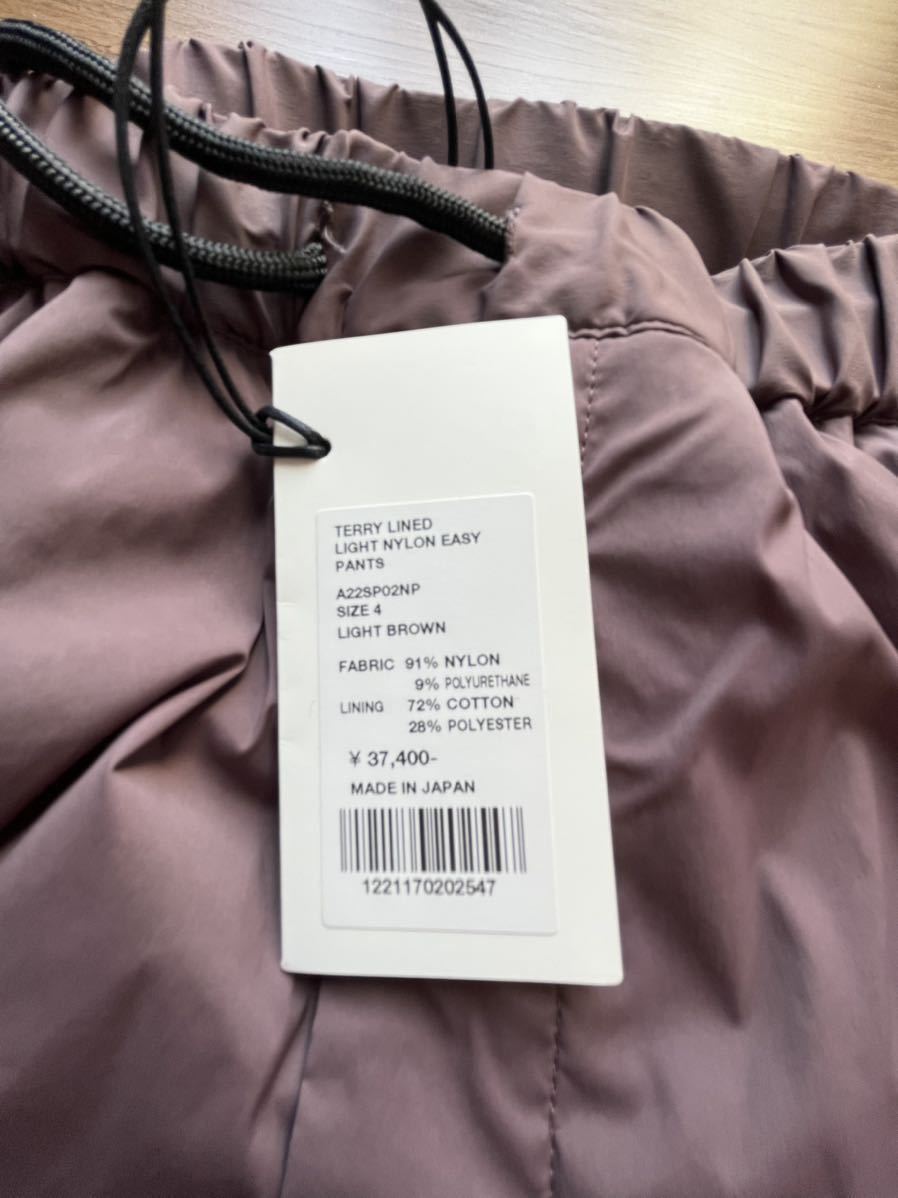 TERRY LINED
LIGHT NYLON EASY
PANTS
A22SP02NP
SIZE 4
LIGHT BROWN
FABRIC 91% NYLON
9% POLYURETHANE
LINING 72% COTTON
28% POLYESTER
¥ 37,400-
MADE IN JAPAN
1221170202547